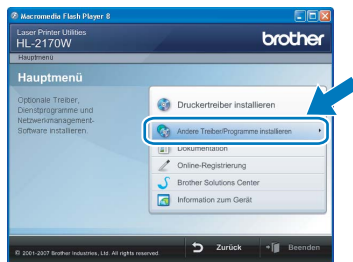 Macromedia Flash Player 8
Laser Printer Utilities
HL-2170W
brother
Hauptmenü
Hauptmenü
Optionale Treiber,
Dienstprogramme und
Netzwerkmanagement-
Software installieren.
Druckertreiber installieren
Andere Treiber/Programme installieren
Dokumentation
Online-Registrierung
Brother Solutions Center
Information zum Gerät
© 2001-2007 Brother Industries, Ltd. All rights reserved
Zurück
Beenden